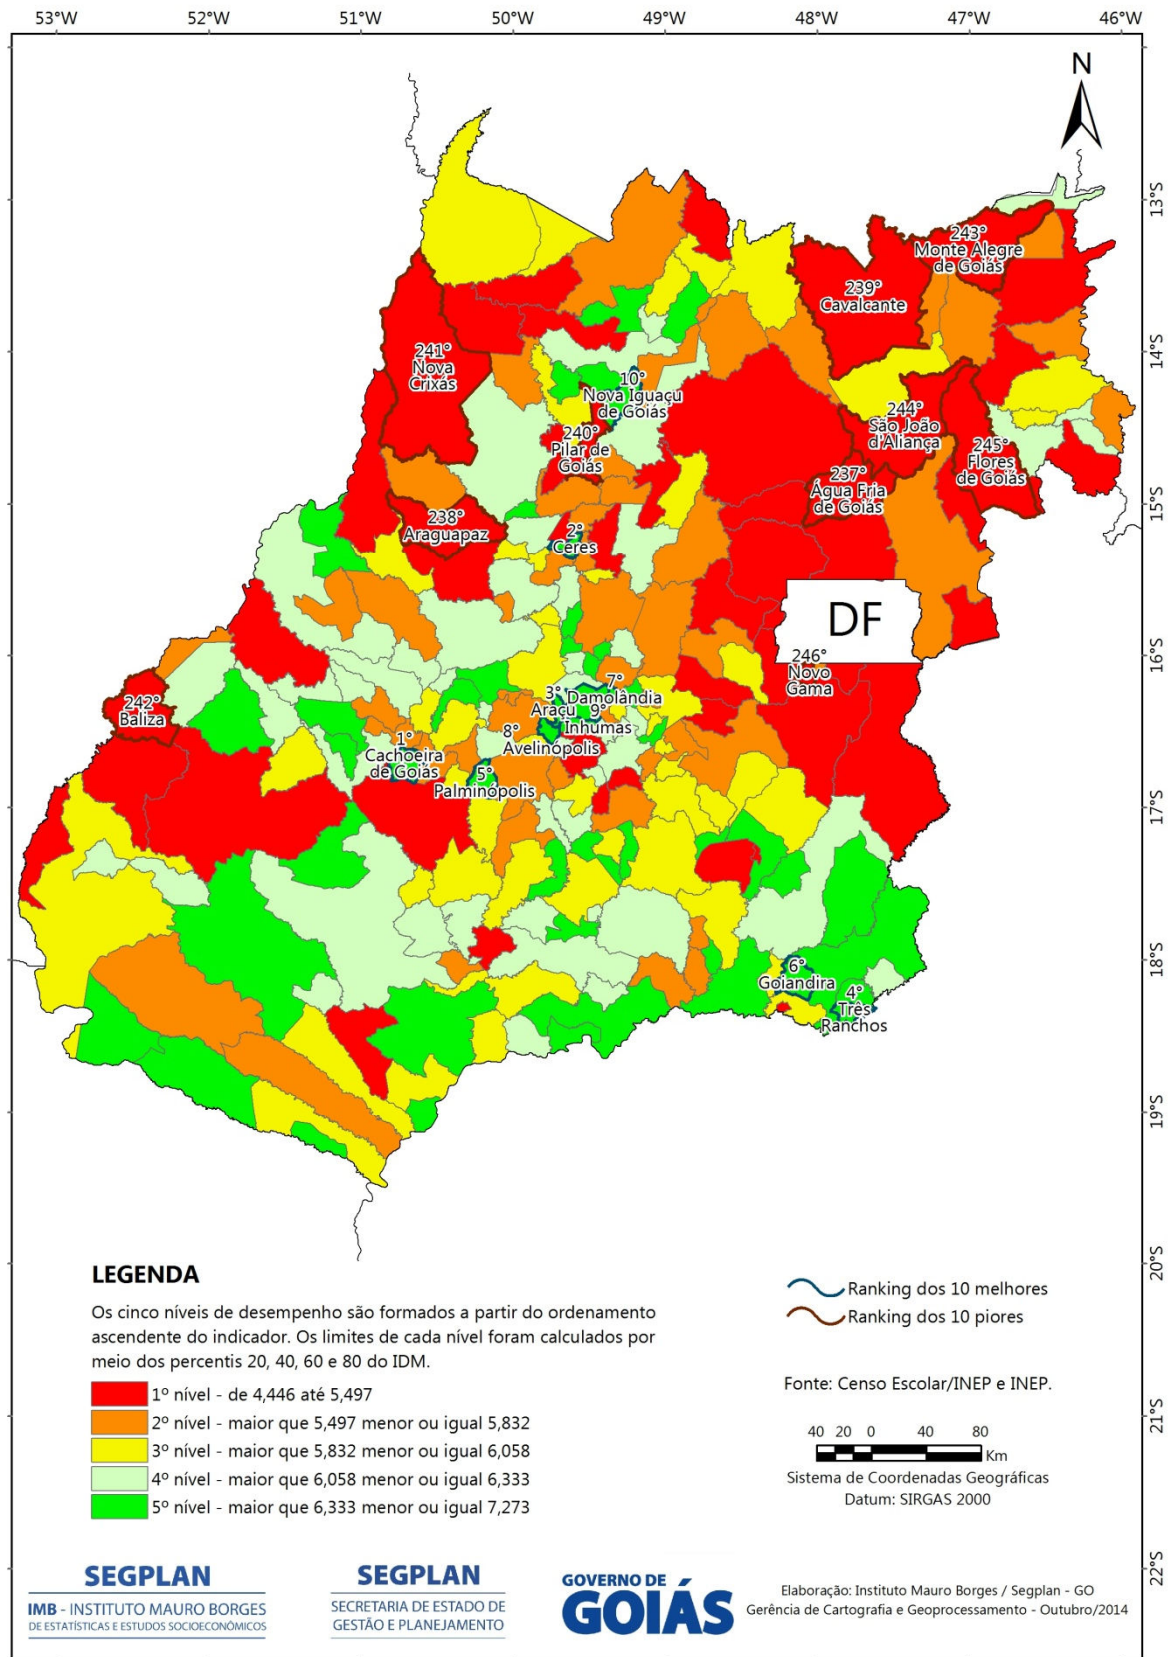 53°W 52°W 51°W 50°W 49°W 48°W 47°W 46°W
N
13°S
14°S
15°S
16°S
17°S
18°S
19°S
20°S
21°S
22°S
243°
Monte Alegre
de Goiás
239°
Cavalcante
241°
Nova
Crixás
10°
Nova Iguaçu
de Goiás
244°
São João
d'Aliança
240°
Pilar de
Goiás
245°
Flores
de Goiás
237°
Água Fria
de Goiás
238°
Araguapaz
2°
Ceres
DF
246°
Novo
Gama
242°
Baliza
7°
Damolândia
3°
Araçu
9°
Inhumas
8°
Avelinópolis
1°
Cachoeira
de Goiás
5°
Palminópolis
6°
Goiandira
4°
Três
Ranchos
LEGENDA
Os cinco níveis de desempenho são formados a partir do ordenamento
ascendente do indicador. Os limites de cada nível foram calculados por
meio dos percentis 20, 40, 60 e 80 do IDM.
1º nível - de 4,446 até 5,497
2º nível - maior que 5,497 menor ou igual 5,832
3º nível - maior que 5,832 menor ou igual 6,058
4º nível - maior que 6,058 menor ou igual 6,333
5º nível - maior que 6,333 menor ou igual 7,273
Ranking dos 10 melhores
Ranking dos 10 piores
Fonte: Censo Escolar/INEP e INEP.
40 20 0 40 80
Km
Sistema de Coordenadas Geográficas
Datum: SIRGAS 2000
SEGPLAN
IMB - INSTITUTO MAURO BORGES
DE ESTATÍSTICAS E ESTUDOS SOCIOECONÔMICOS
SEGPLAN
SECRETARIA DE ESTADO DE
GESTÃO E PLANEJAMENTO
GOVERNO DE
GOIÁS
Elaboração: Instituto Mauro Borges / Segplan - GO
Gerência de Cartografia e Geoprocessamento - Outubro/2014